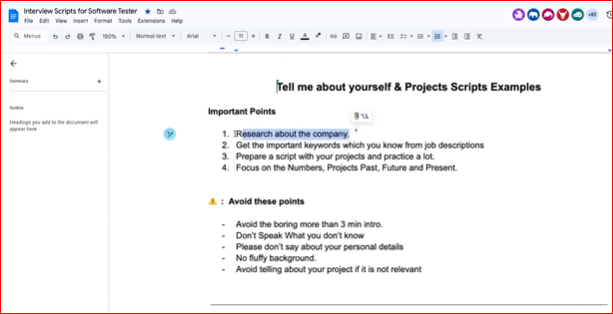 Interview Scripts for Software Tester
File Edit View Insert Format Tools Extensions Help
+83
Menus 150% Normal text Arial 11 B I U A
Summary
Outline
Headings you add to the document will
appear here.
Tell me about yourself & Projects Scripts Examples
Important Points
1. Research about the company.
2. Get the important keywords which you know from job descriptions
3. Prepare a script with your projects and practice a lot.
4. Focus on the Numbers, Projects Past, Future and Present.
⚠️ : Avoid these points
- Avoid the boring more than 3 min intro.
- Don't Speak What you don't know
- Please don't say about your personal details
- No fluffy background.
- Avoid telling about your project if it is not relevant